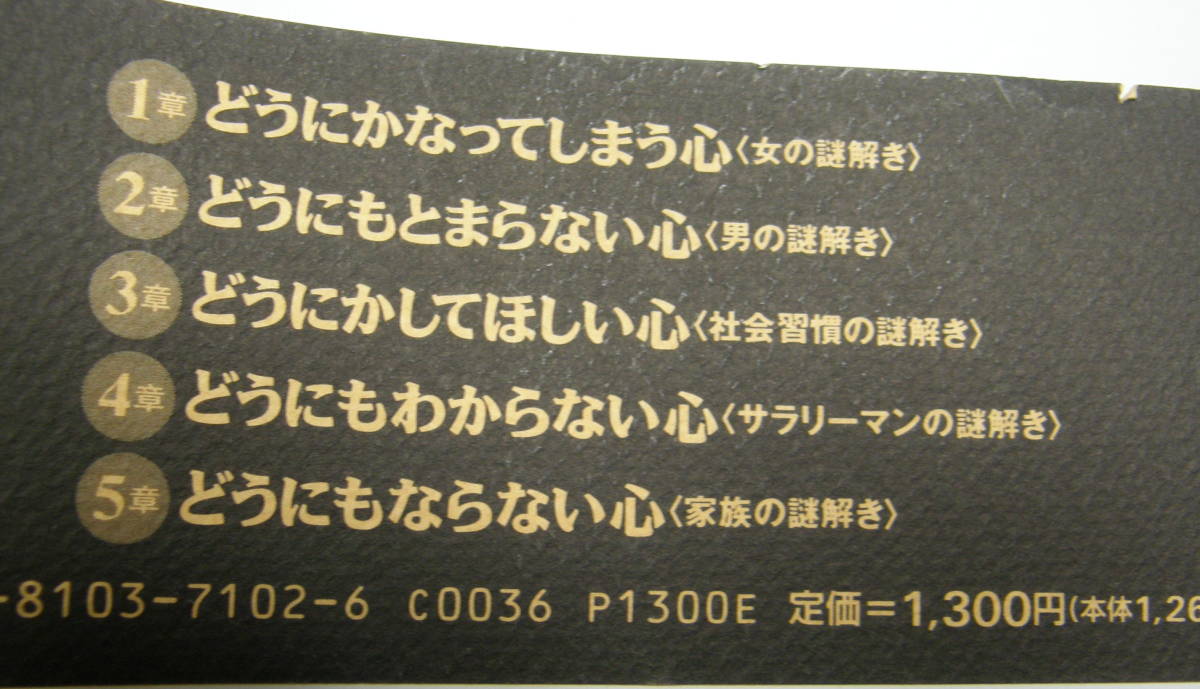 1章 どうにかなってしまう心〈女の謎解き〉
2章 どうにもとまらない心〈男の謎解き〉
3章 どうにかしてほしい心〈社会習慣の謎解き〉
4章 どうにもわからない心〈サラリーマンの謎解き〉
5章 どうにもならない心〈家族の謎解き〉
-8103-7102-6 C0036 P1300E 定価=1,300円(本体1,26